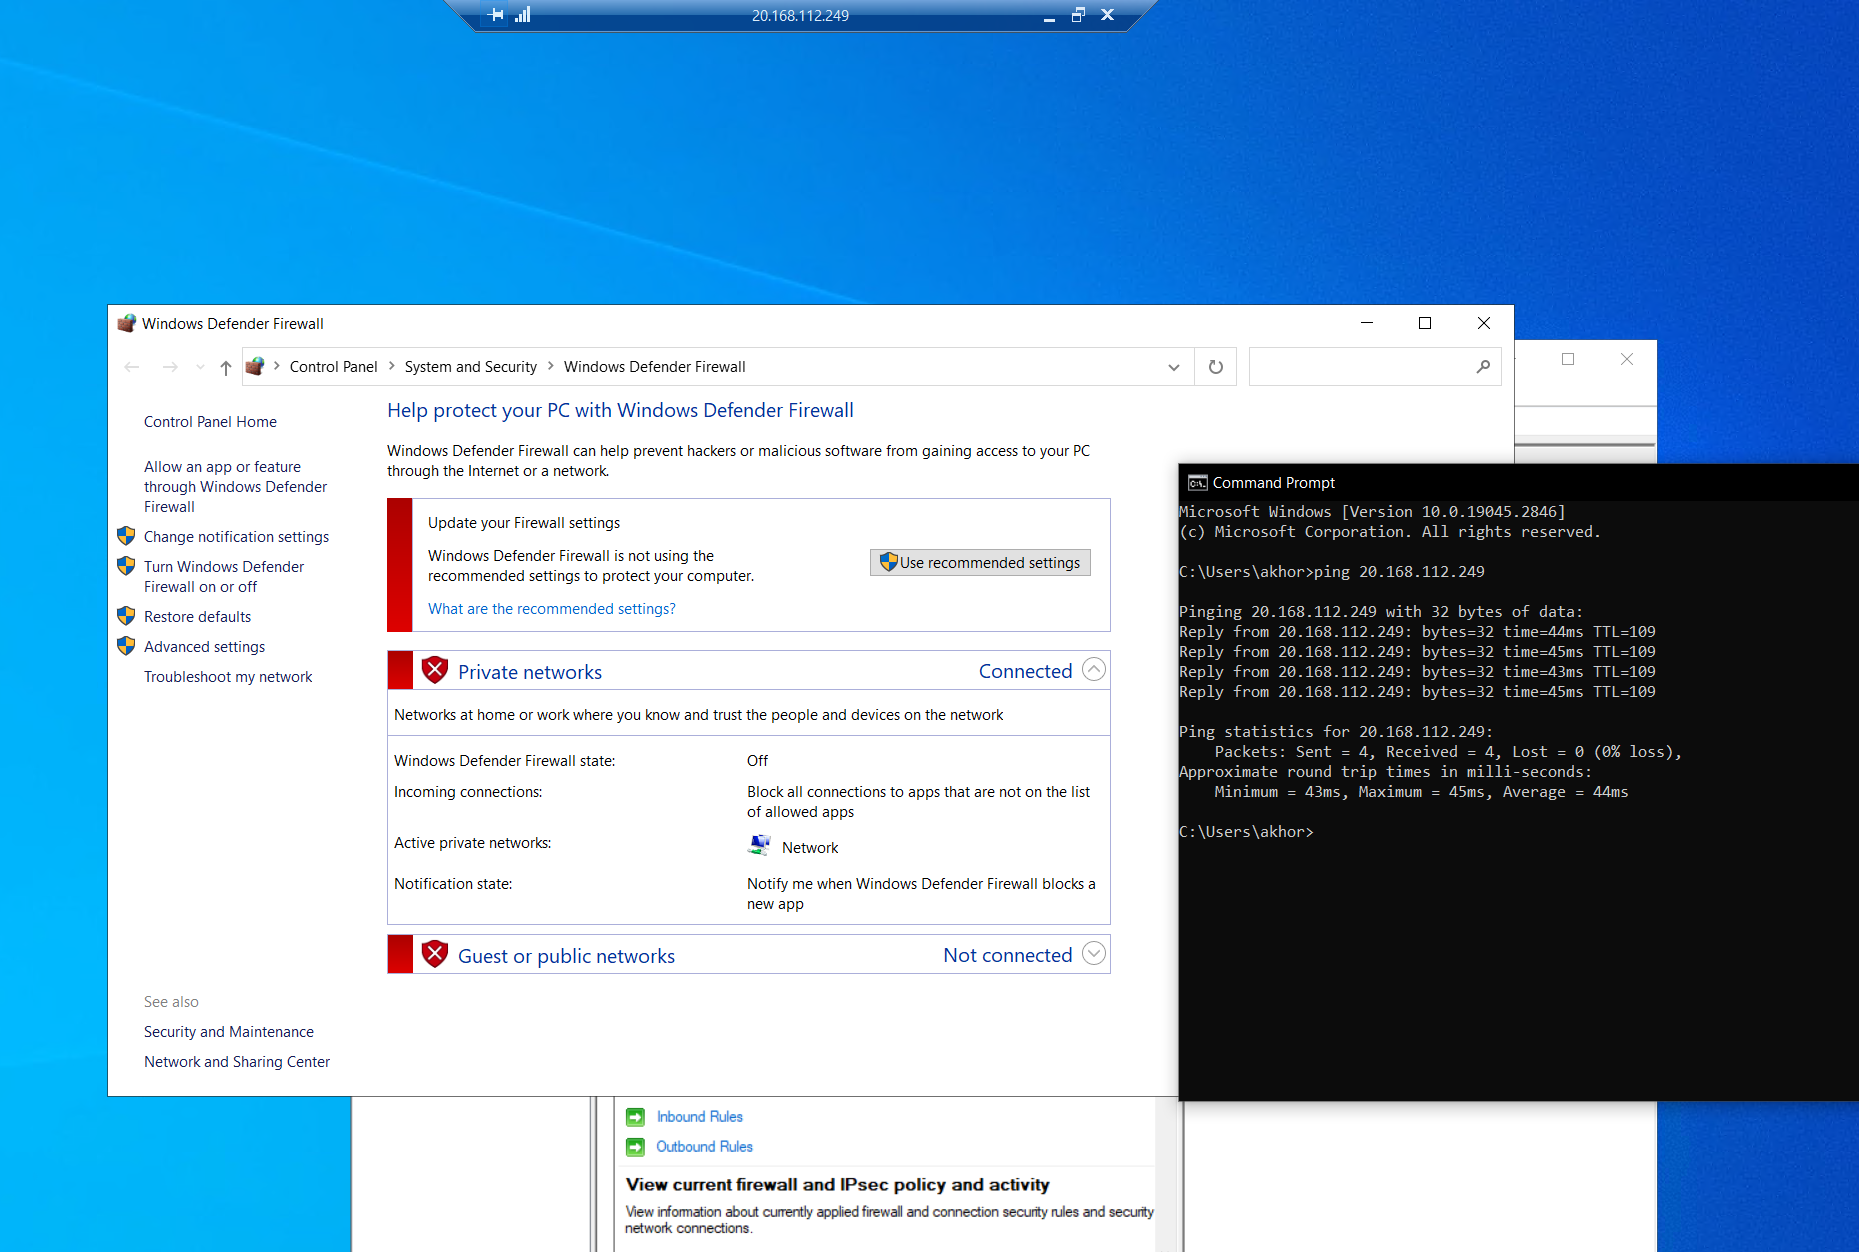 20.168.112.249
Windows Defender Firewall
Control Panel
System and Security
Windows Defender Firewall
Control Panel Home
Allow an app or feature
through Windows Defender
Firewall
Change notification settings
Turn Windows Defender
Firewall on or off
Restore defaults
Advanced settings
Troubleshoot my network
See also
Security and Maintenance
Network and Sharing Center
Help protect your PC with Windows Defender Firewall
Windows Defender Firewall can help prevent hackers or malicious software from gaining access to your PC
through the Internet or a network.
Update your Firewall settings
Windows Defender Firewall is not using the
recommended settings to protect your computer.
Use recommended settings
What are the recommended settings?
Private networks Connected
Networks at home or work where you know and trust the people and devices on the network
Windows Defender Firewall state: Off
Incoming connections: Block all connections to apps that are not on the list
of allowed apps
Active private networks: Network
Notification state: Notify me when Windows Defender Firewall blocks a
new app
Guest or public networks Not connected
Command Prompt
Microsoft Windows [Version 10.0.19045.2846]
(c) Microsoft Corporation. All rights reserved.
C:\Users\akhor>ping 20.168.112.249
Pinging 20.168.112.249 with 32 bytes of data:
Reply from 20.168.112.249: bytes=32 time=44ms TTL=109
Reply from 20.168.112.249: bytes=32 time=45ms TTL=109
Reply from 20.168.112.249: bytes=32 time=43ms TTL=109
Reply from 20.168.112.249: bytes=32 time=45ms TTL=109
Ping statistics for 20.168.112.249:
Packets: Sent = 4, Received = 4, Lost = 0 (0% loss),
Approximate round trip times in milli-seconds:
Minimum = 43ms, Maximum = 45ms, Average = 44ms
C:\Users\akhor>
Inbound Rules
Outbound Rules
View current firewall and IPsec policy and activity
View information about currently applied firewall and connection security rules and security
network connections.